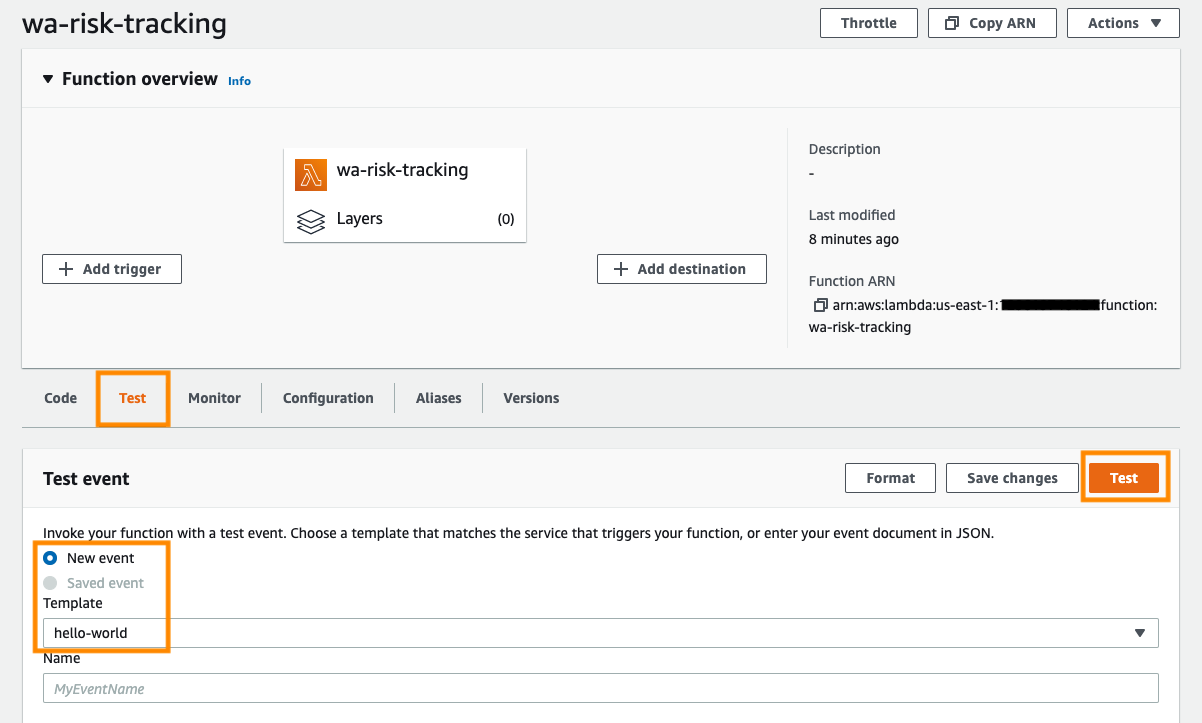 wa-risk-tracking
Throttle
Copy ARN
Actions
Function overview Info
wa-risk-tracking
Layers (0)
Add trigger
Add destination
Description
-
Last modified
8 minutes ago
Function ARN
arn:aws:lambda:us-east-1: function:
wa-risk-tracking
Code Test Monitor Configuration Aliases Versions
Test event
Format
Save changes
Test
Invoke your function with a test event. Choose a template that matches the service that triggers your function, or enter your event document in JSON.
New event
Saved event
Template
hello-world
Name
MyEventName